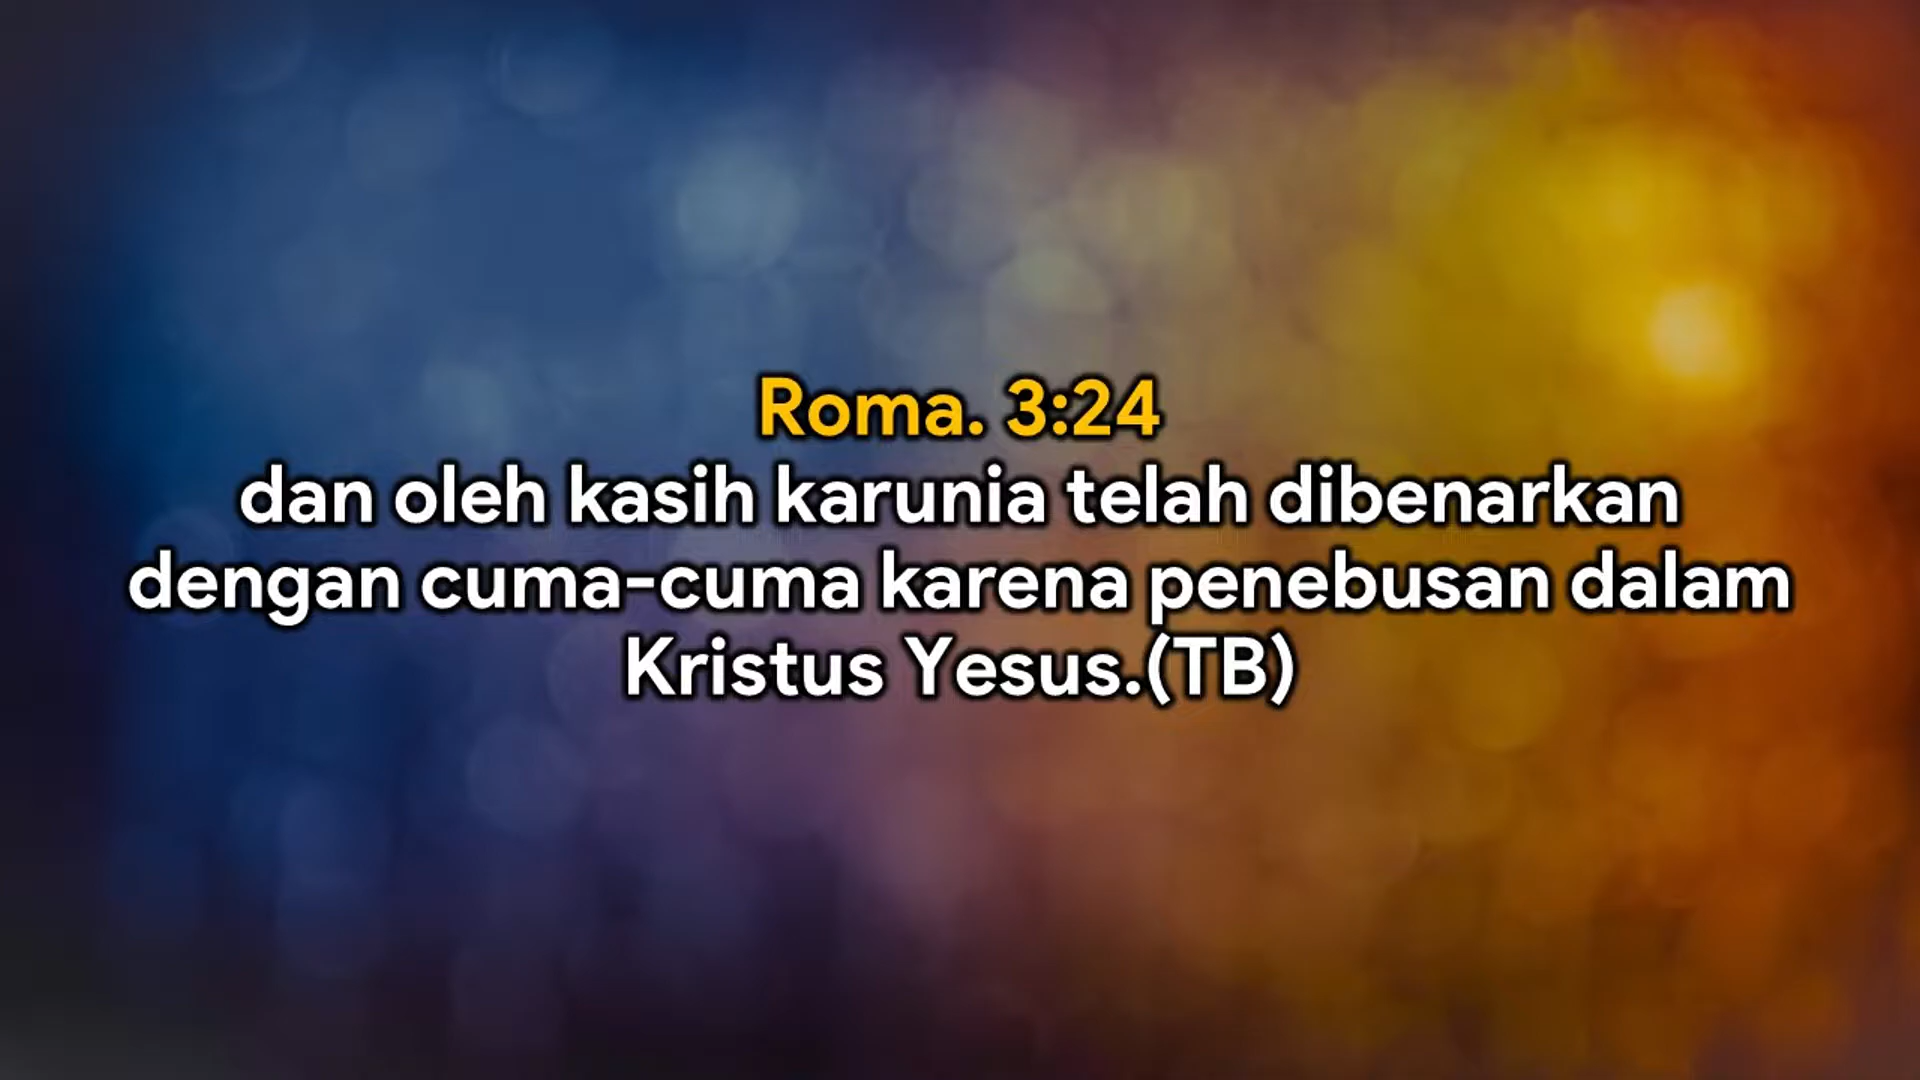 Roma. 3:24
dan oleh kasih karunia telah dibenarkan
dengan cuma-cuma karena penebusan dalam
Kristus Yesus.(TB)